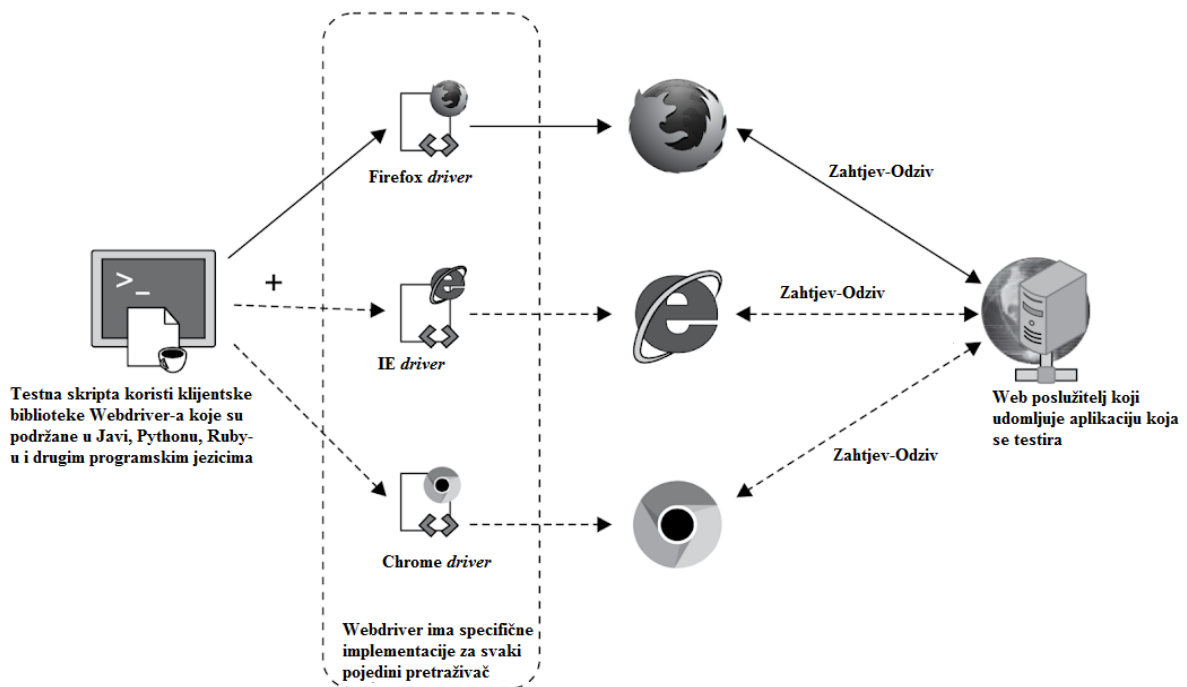 Firefox driver
Zahtjev-Odziv
>_
+
IE driver
Zahtjev-Odziv
Testna skripta koristi klijentske
biblioteke Webdriver-a koje su
podržane u Javi, Pythonu, Ruby-
u i drugim programskim jezicima
Web poslužitelj koji
udomljuje aplikaciju koja
se testira
Zahtjev-Odziv
Chrome driver
Webdriver ima specifične
implementacije za svaki
pojedini pretraživač